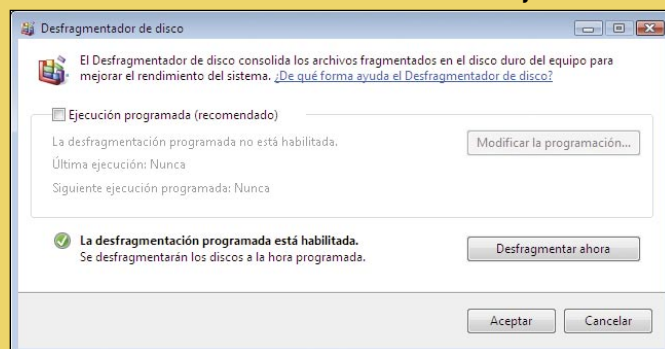 Desfragmentador de disco
El Desfragmentador de disco consolida los archivos fragmentados en el disco duro del equipo para
mejorar el rendimiento del sistema. ¿De qué forma ayuda el Desfragmentador de disco?
Ejecución programada (recomendado)
La desfragmentación programada no está habilitada.
Modificar la programación...
Última ejecución: Nunca
Siguiente ejecución programada: Nunca
La desfragmentación programada está habilitada.
Se desfragmentarán los discos a la hora programada.
Desfragmentar ahora
Aceptar
Cancelar